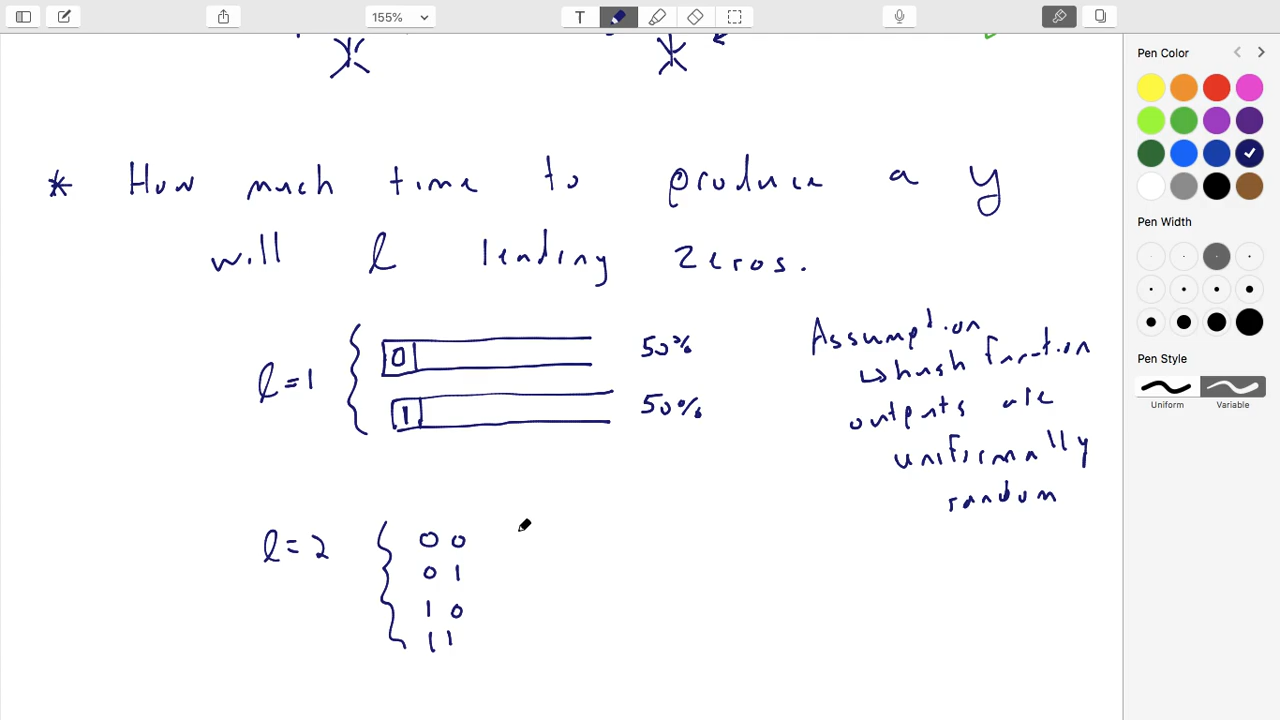 155%
T
Pen Color
* How much time to produce a y
will l leading zeros.
l=1 { 0 50%
1 50%
Assumption
↳ hash function
outputs are
uniformally
random
l=2 { 0 0
0 1
1 0
1 1
Pen Width
Pen Style
Uniform Variable